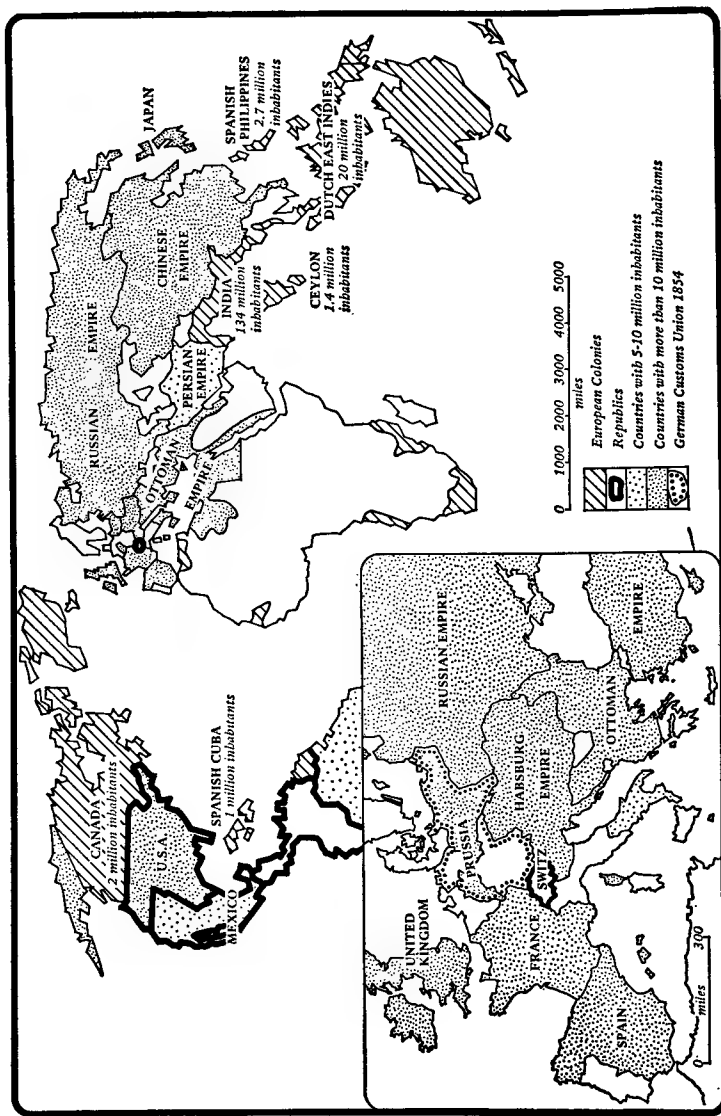 CANADA
2 million inhabitants
U.S.A.
MEXICO
SPANISH CUBA
1 million inhabitants
RUSSIAN EMPIRE
OTTOMAN
EMPIRE
PERSIAN
EMPIRE
CHINESE
EMPIRE
JAPAN
INDIA
134 million
inhabitants
CEYLON
1.4 million
inhabitants
SPANISH
PHILIPPINES
2.7 million
inhabitants
DUTCH EAST INDIES
20 million
inhabitants
0 1000 2000 3000 4000 5000
miles
European Colonies
Republics
Countries with 5-10 million inhabitants
Countries with more than 10 million inhabitants
German Customs Union 1854
UNITED
KINGDOM
PRUSSIA
RUSSIAN EMPIRE
HABSBURG
EMPIRE
SWITZ
FRANCE
SPAIN
OTTOMAN
EMPIRE
0 300
miles